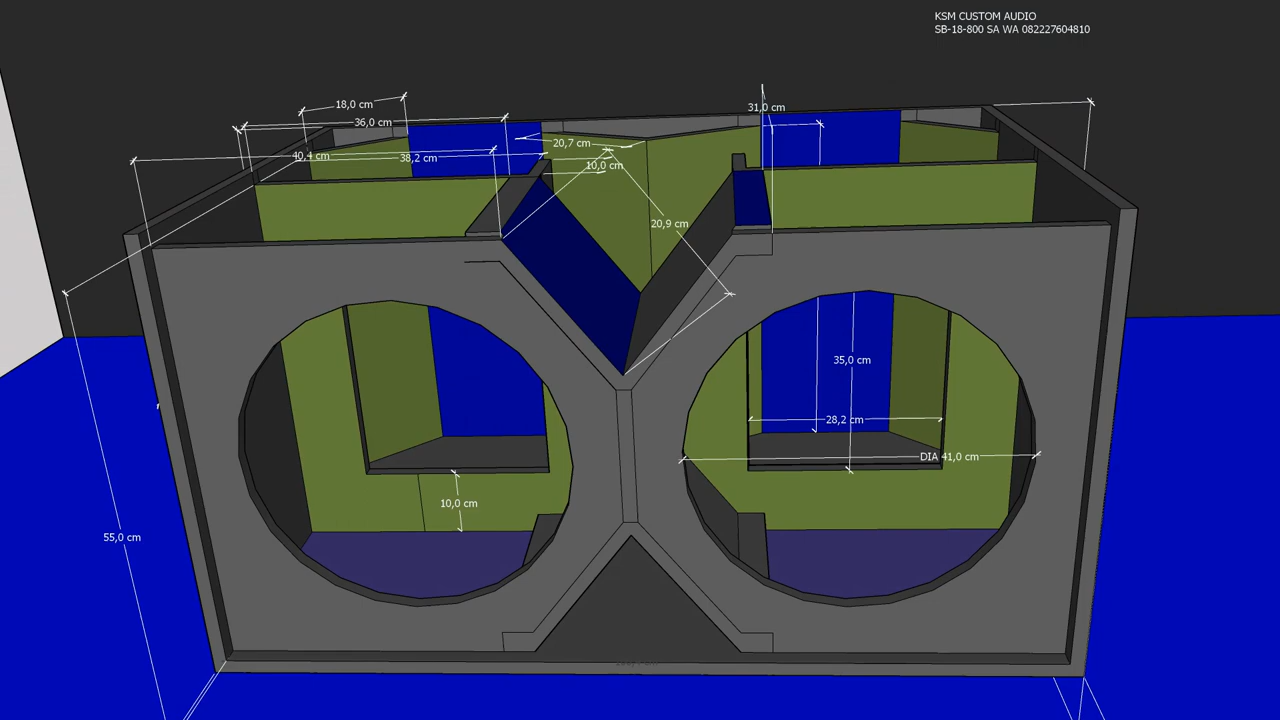 KSM CUSTOM AUDIO
SB-18-800 SA WA 082227604810
18,0 cm
31,0 cm
36,0 cm
20,7 cm
40,4 cm
38,2 cm
10,0 cm
20,9 cm
35,0 cm
28,2 cm
DIA 41,0 cm
10,0 cm
55,0 cm